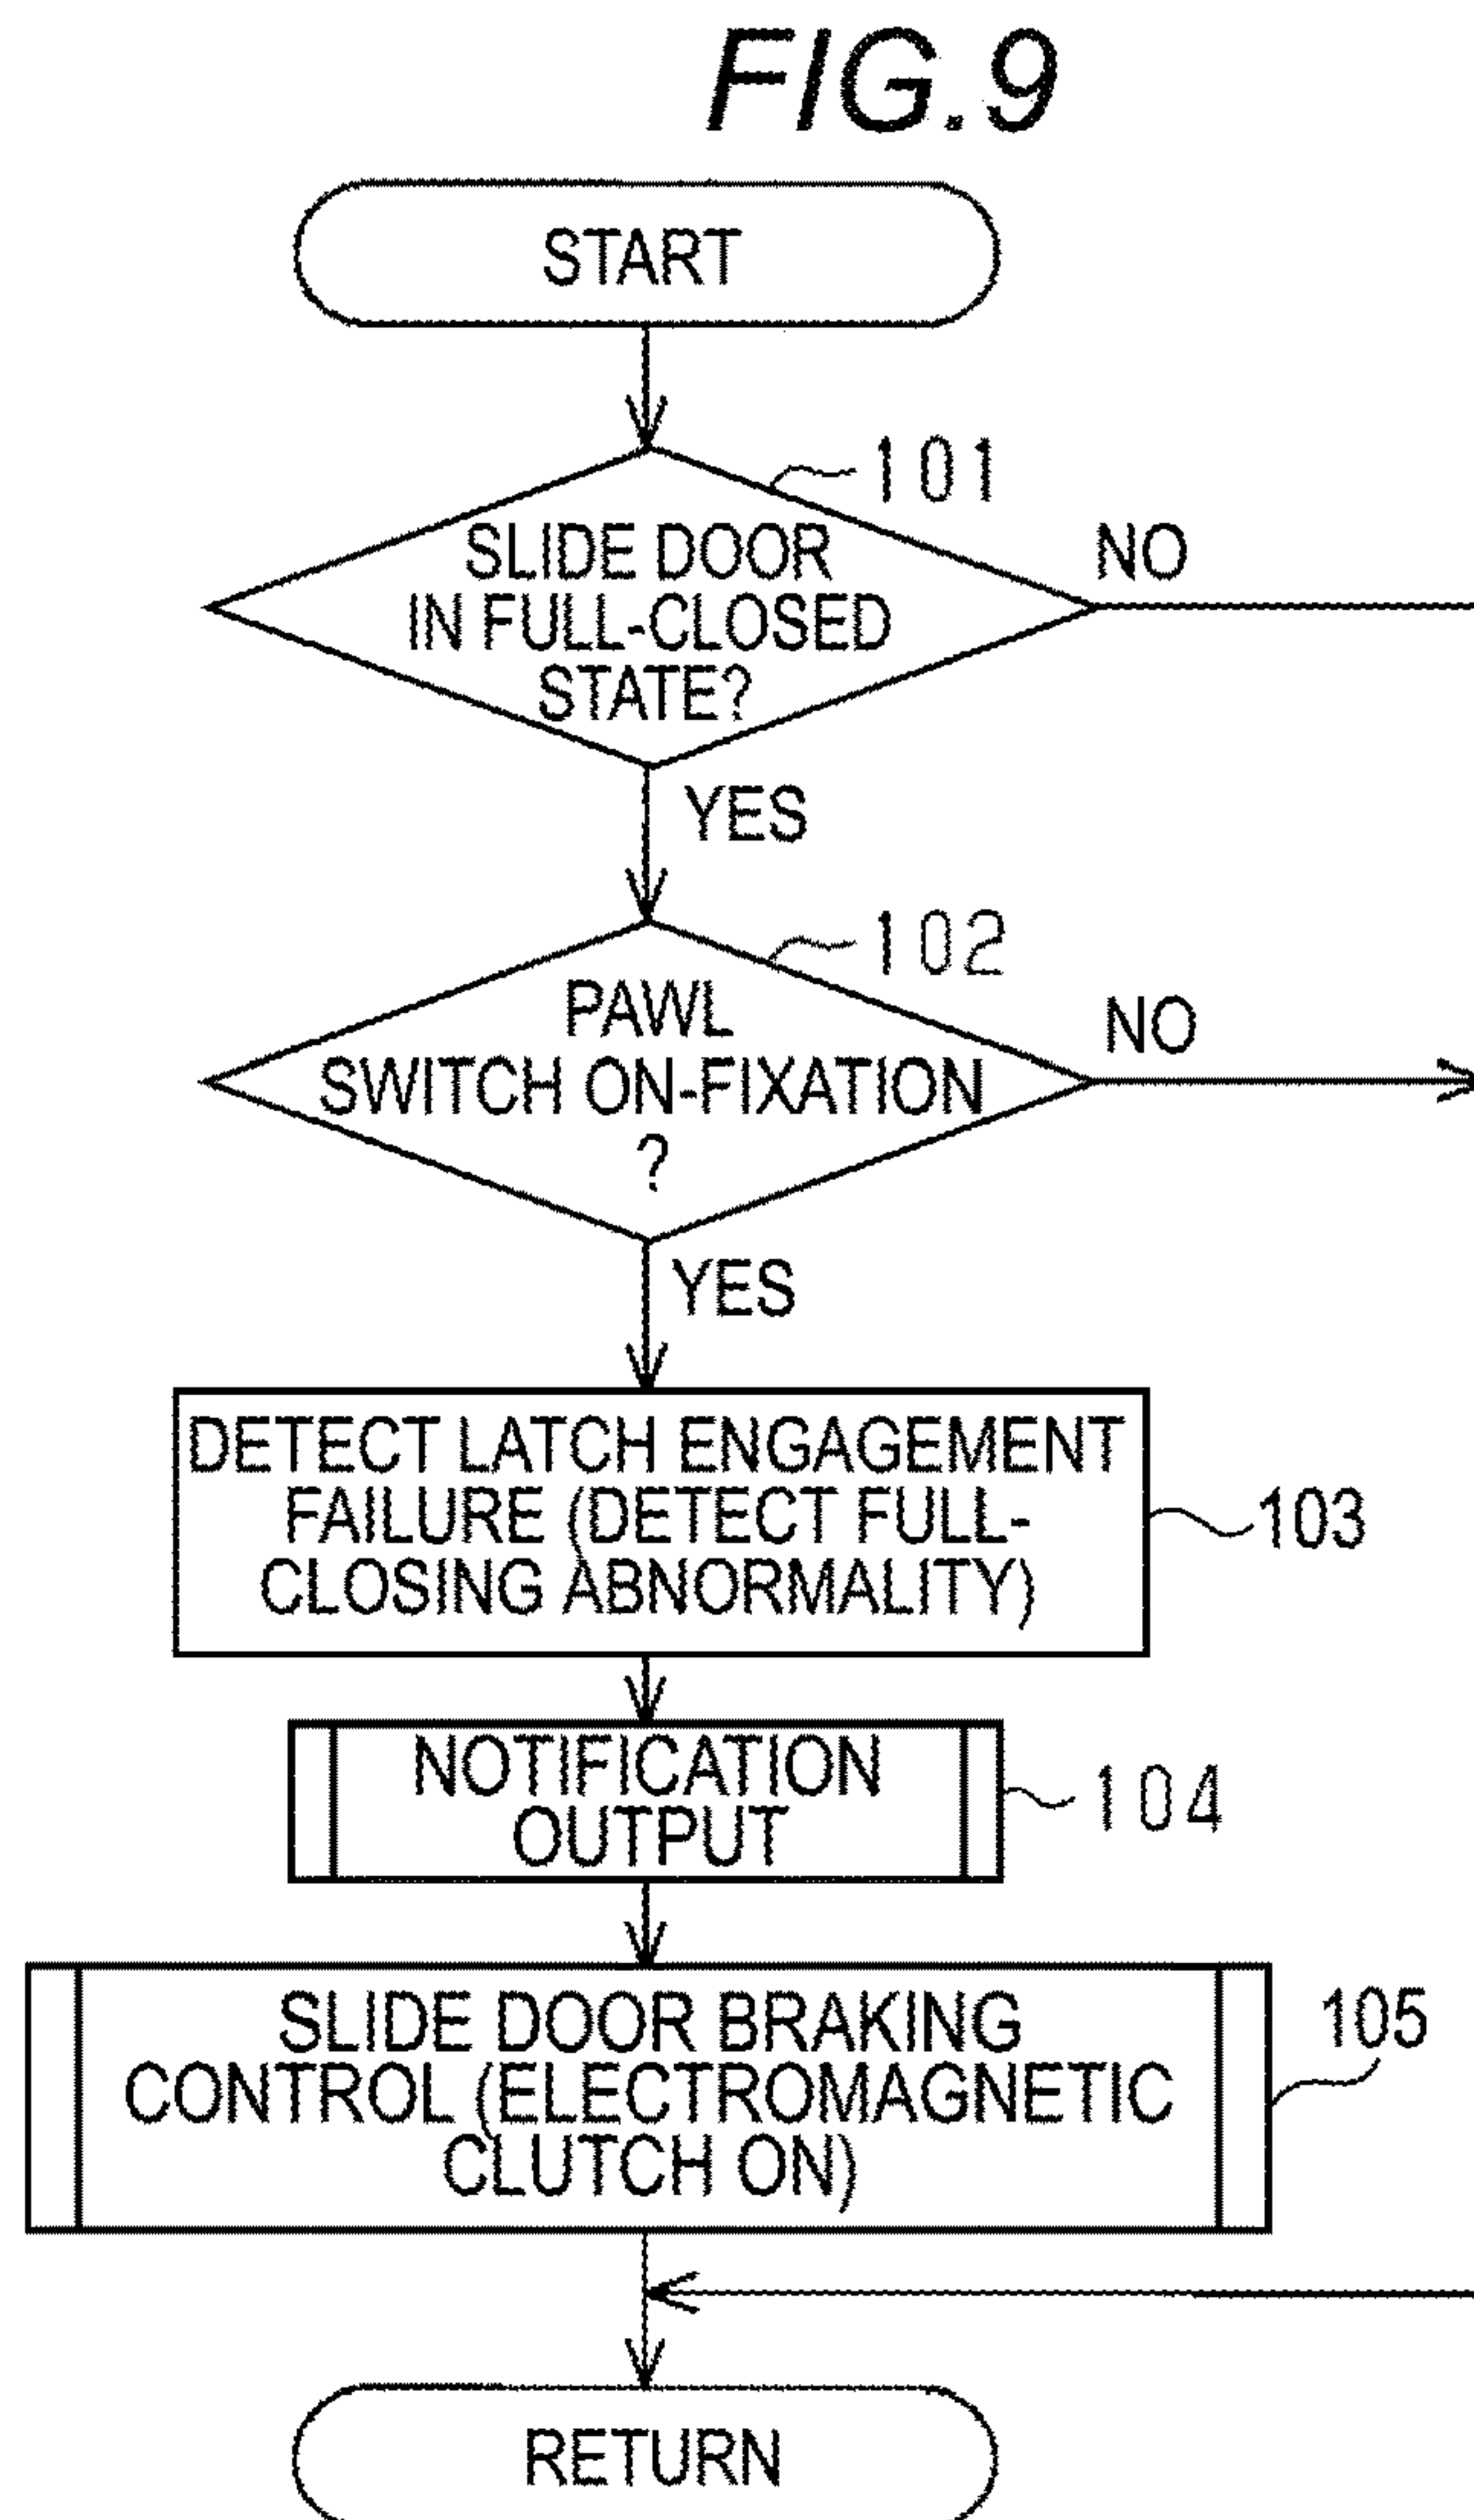 FIG.9
START
101
SLIDE DOOR
IN FULL-CLOSED
STATE?
NO
YES
102
PAWL
SWITCH ON-FIXATION
?
NO
YES
DETECT LATCH ENGAGEMENT
FAILURE (DETECT FULL-
CLOSING ABNORMALITY)
103
NOTIFICATION
OUTPUT
104
SLIDE DOOR BRAKING
CONTROL (ELECTROMAGNETIC
CLUTCH ON)
105
RETURN